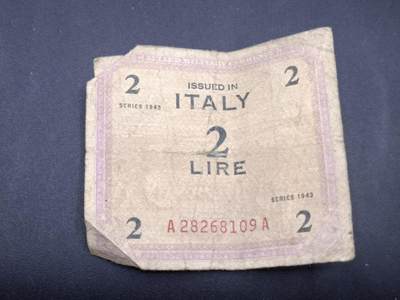 2 2
ISSUED IN
SERIES 1943
ITALY
2
LIRE
SERIES 1943
2 2
A 28268109 A